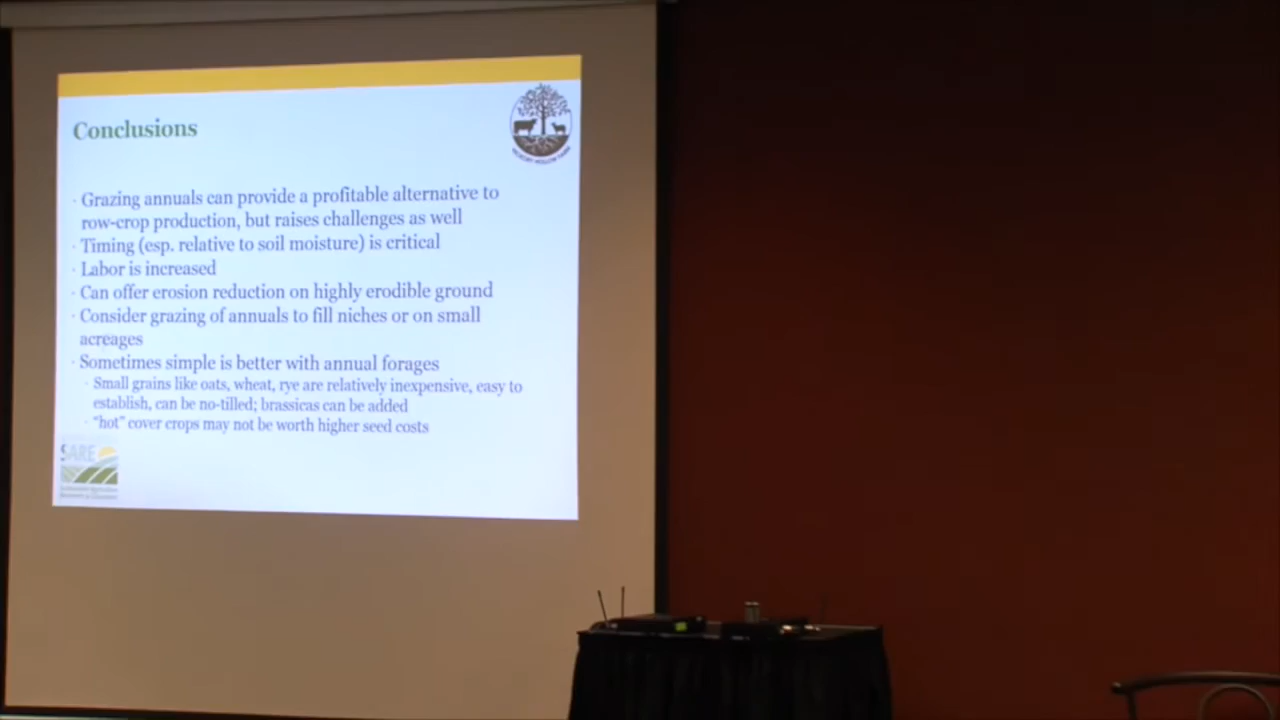 Conclusions
· Grazing annuals can provide a profitable alternative to
row-crop production, but raises challenges as well
· Timing (esp. relative to soil moisture) is critical
· Labor is increased
· Can offer erosion reduction on highly erodible ground
· Consider grazing of annuals to fill niches or on small
acreages
· Sometimes simple is better with annual forages
· Small grains like oats, wheat, rye are relatively inexpensive, easy to
establish, can be no-tilled; brassicas can be added
· "hot" cover crops may not be worth higher seed costs
SARE